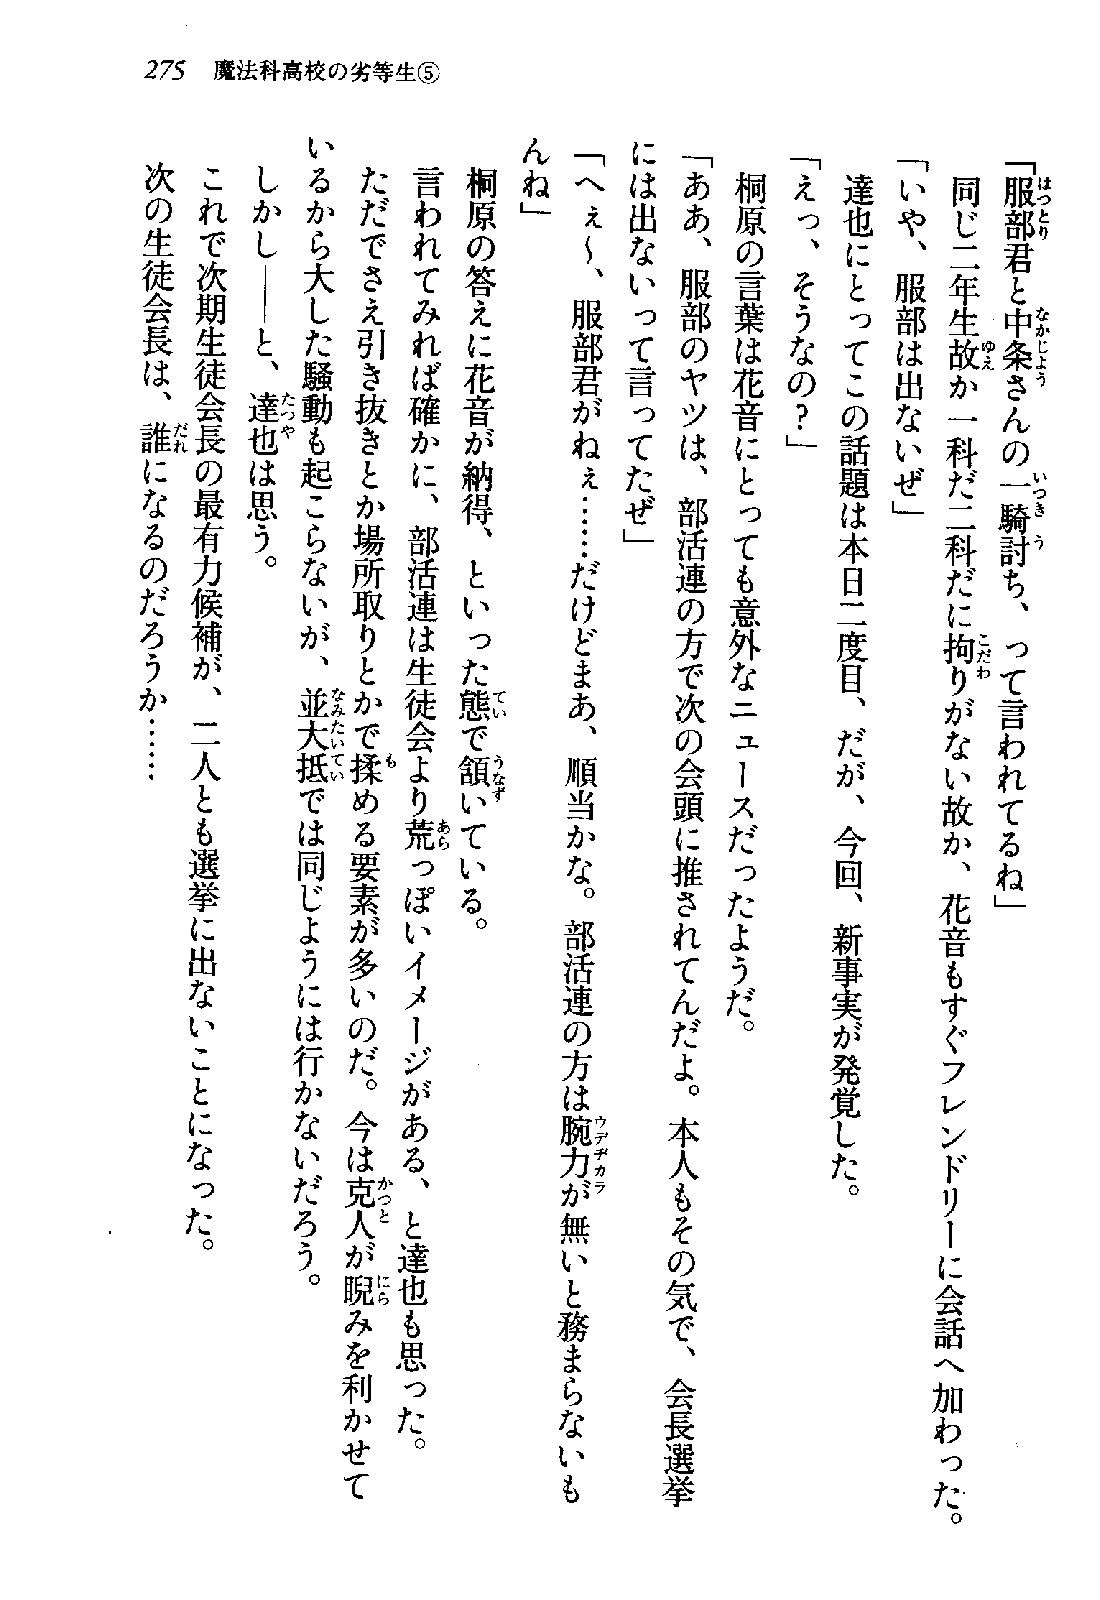 275 魔法科高校の劣等生⑤
「服部君と中条さんの一騎討ち、って言われてるね」
同じ二年生故か一科だ二科だに拘りがない故か、花音もすぐフレンドリーに会話へ加わった。
「いや、服部は出ないぜ」
達也にとってこの話題は本日二度目、だが、今回、新事実が発覚した。
「えっ、そうなの？」
桐原の言葉は花音にとっても意外なニュースだったようだ。
「ああ、服部のヤツは、部活連の方で次の会頭に推されてんだよ。本人もその気で、会長選挙
には出ないって言ってたぜ」
「へぇ～、服部君がねぇ……だけどまあ、順当かな。部活連の方は腕力が無いと務まらないも
んね」
桐原の答えに花音が納得、といった態で頷いている。
言われてみれば確かに、部活連は生徒会より荒っぽいイメージがある、と達也も思った。
ただでさえ引き抜きとか場所取りとかで揉める要素が多いのだ。今は克人が睨みを利かせて
いるから大した騒動も起こらないが、並大抵では同じようには行かないだろう。
しかし――と、達也は思う。
これで次期生徒会長の最有力候補が、二人とも選挙に出ないことになった。
次の生徒会長は、誰になるのだろうか……